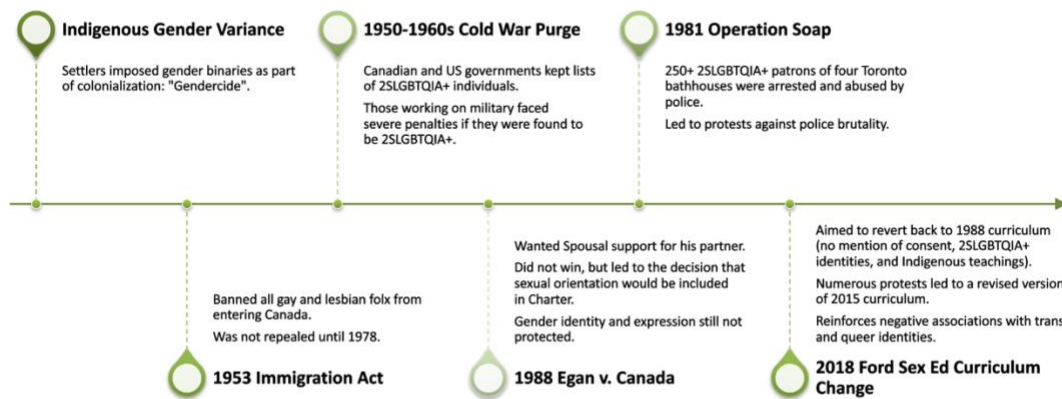 Indigenous Gender Variance
Settlers imposed gender binaries as part
of colonialization: "Gendercide".
1950-1960s Cold War Purge
Canadian and US governments kept lists
of 2SLGBTQIA+ individuals.
Those working on military faced
severe penalties if they were found to
be 2SLGBTQIA+.
1981 Operation Soap
250+ 2SLGBTQIA+ patrons of four Toronto
bathhouses were arrested and abused by
police.
Led to protests against police brutality.
Banned all gay and lesbian folx from
entering Canada.
Was not repealed until 1978.
1953 Immigration Act
Wanted Spousal support for his partner.
Did not win, but led to the decision that
sexual orientation would be included
in Charter.
Gender identity and expression still not
protected.
1988 Egan v. Canada
Aimed to revert back to 1988 curriculum
(no mention of consent, 2SLGBTQIA+
identities, and Indigenous teachings).
Numerous protests led to a revised version
of 2015 curriculum.
Reinforces negative associations with trans
and queer identities.
2018 Ford Sex Ed Curriculum
Change